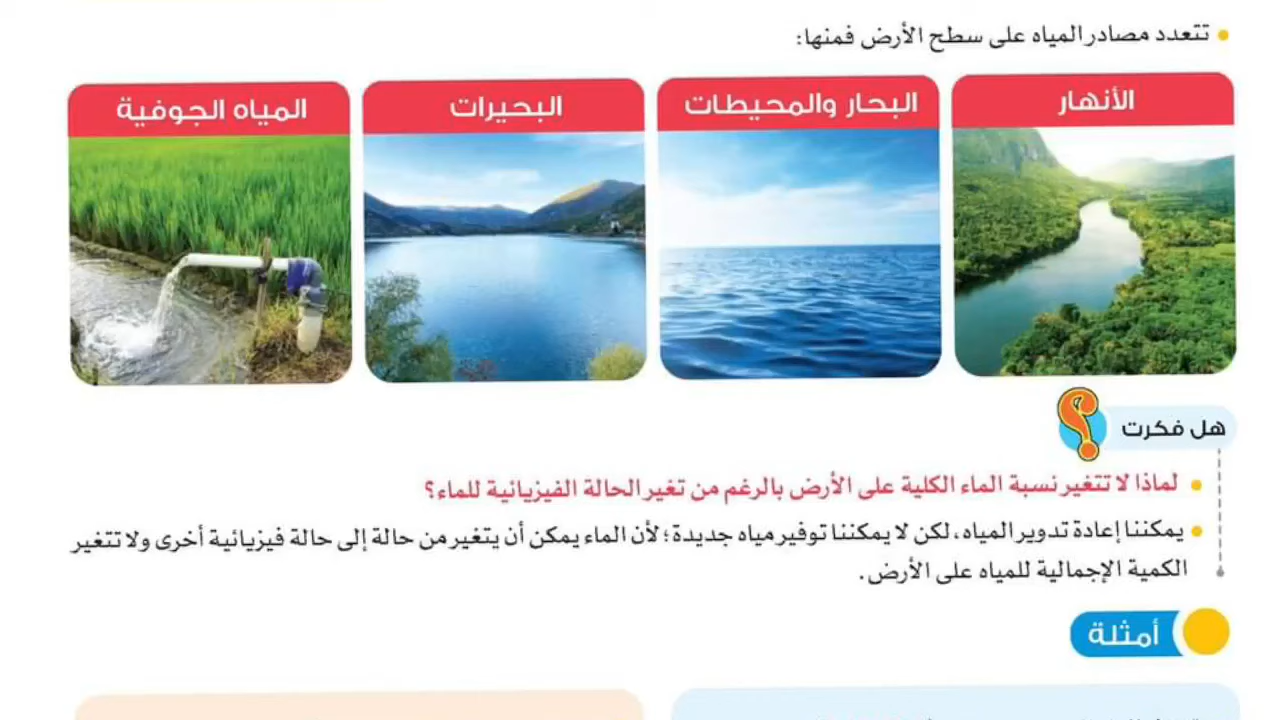 تتعدد مصادر المياه على سطح الأرض فمنها:
الأنهار
البحار والمحيطات
البحيرات
المياه الجوفية
هل فكرت
لماذا لا تتغير نسبة الماء الكلية على الأرض بالرغم من تغير الحالة الفيزيائية للماء؟
يمكننا إعادة تدوير المياه، لكن لا يمكننا توفير مياه جديدة؛ لأن الماء يمكن أن يتغير من حالة إلى حالة فيزيائية أخرى ولا تتغير
الكمية الإجمالية للمياه على الأرض.
أمثلة